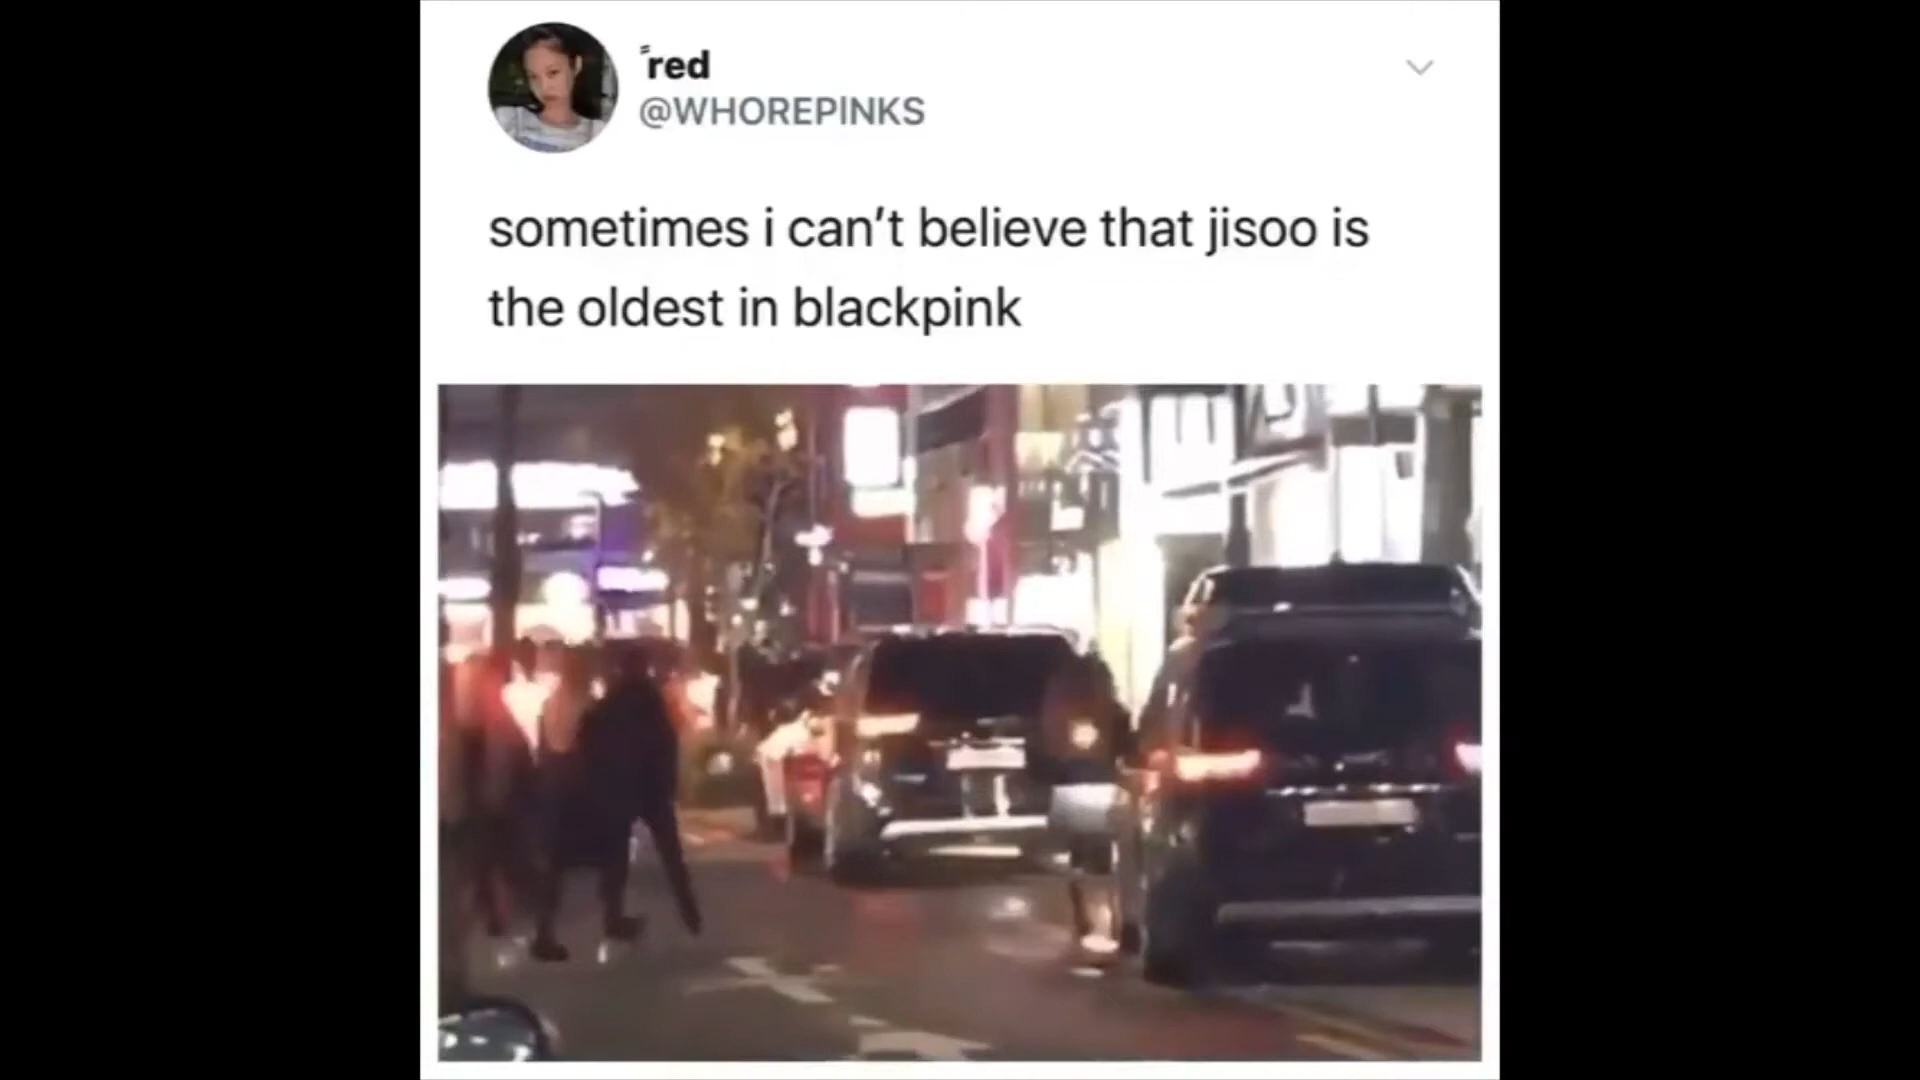 ⹀red
@WHOREPINKS
sometimes i can't believe that jisoo is
the oldest in blackpink